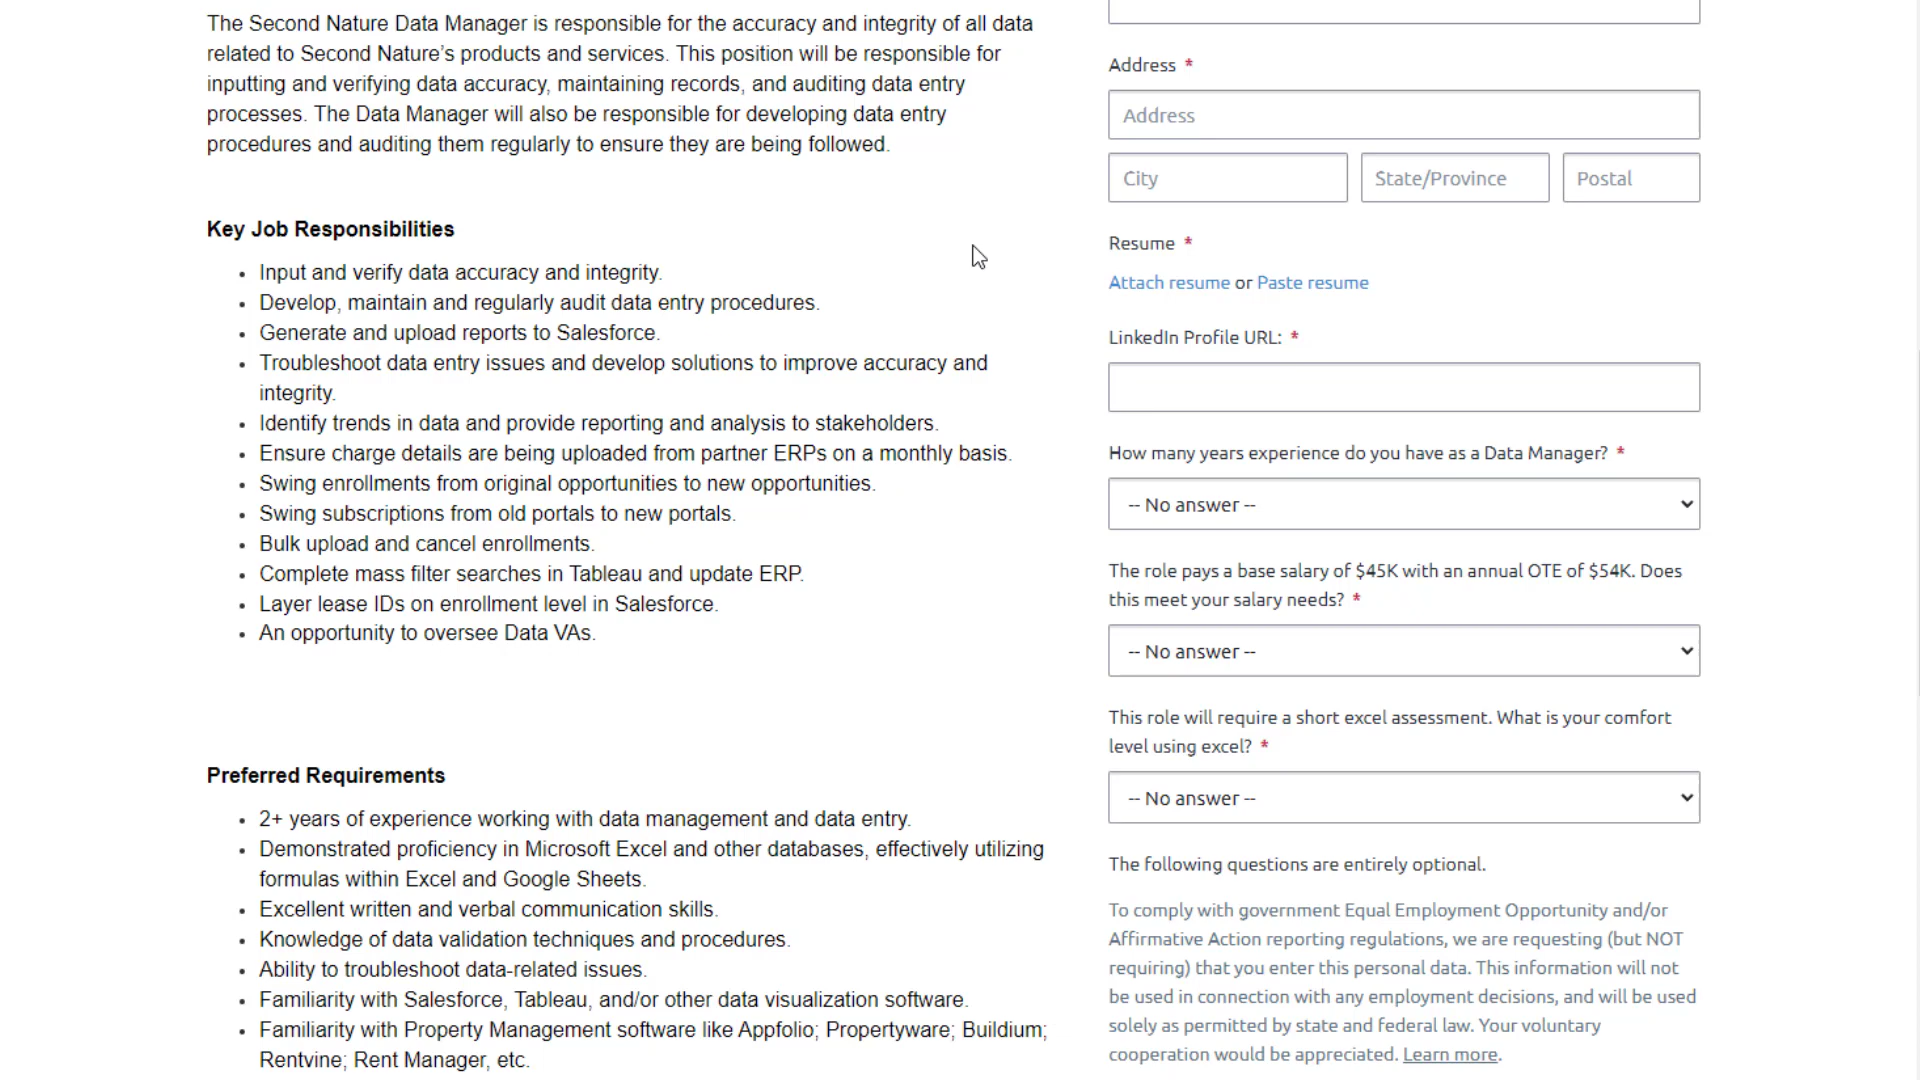 The Second Nature Data Manager is responsible for the accuracy and integrity of all data
related to Second Nature’s products and services. This position will be responsible for
inputting and verifying data accuracy, maintaining records, and auditing data entry
processes. The Data Manager will also be responsible for developing data entry
procedures and auditing them regularly to ensure they are being followed.
Key Job Responsibilities
• Input and verify data accuracy and integrity.
• Develop, maintain and regularly audit data entry procedures.
• Generate and upload reports to Salesforce.
• Troubleshoot data entry issues and develop solutions to improve accuracy and
integrity.
• Identify trends in data and provide reporting and analysis to stakeholders.
• Ensure charge details are being uploaded from partner ERPs on a monthly basis.
• Swing enrollments from original opportunities to new opportunities.
• Swing subscriptions from old portals to new portals.
• Bulk upload and cancel enrollments.
• Complete mass filter searches in Tableau and update ERP.
• Layer lease IDs on enrollment level in Salesforce.
• An opportunity to oversee Data VAs.
Preferred Requirements
• 2+ years of experience working with data management and data entry.
• Demonstrated proficiency in Microsoft Excel and other databases, effectively utilizing
formulas within Excel and Google Sheets.
• Excellent written and verbal communication skills.
• Knowledge of data validation techniques and procedures.
• Ability to troubleshoot data-related issues.
• Familiarity with Salesforce, Tableau, and/or other data visualization software.
• Familiarity with Property Management software like Appfolio; Propertyware; Buildium;
Rentvine; Rent Manager, etc.
Address *
Address
City
State/Province
Postal
Resume *
Attach resume or Paste resume
LinkedIn Profile URL: *
How many years experience do you have as a Data Manager? *
-- No answer --
The role pays a base salary of $45K with an annual OTE of $54K. Does
this meet your salary needs? *
-- No answer --
This role will require a short excel assessment. What is your comfort
level using excel? *
-- No answer --
The following questions are entirely optional.
To comply with government Equal Employment Opportunity and/or
Affirmative Action reporting regulations, we are requesting (but NOT
requiring) that you enter this personal data. This information will not
be used in connection with any employment decisions, and will be used
solely as permitted by state and federal law. Your voluntary
cooperation would be appreciated. Learn more.